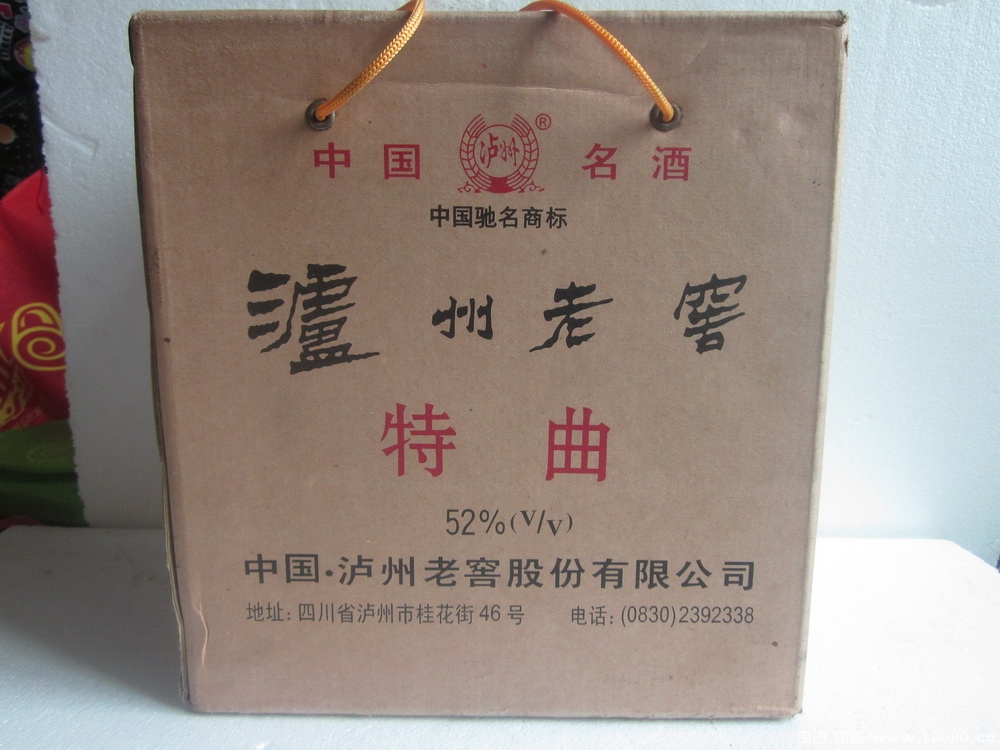 中国 泸州 ® 名酒
中国驰名商标
瀘州老窖
特曲
52%(V/V)
中国·泸州老窖股份有限公司
地址: 四川省泸州市桂花街 46 号 电话: (0830)2392338